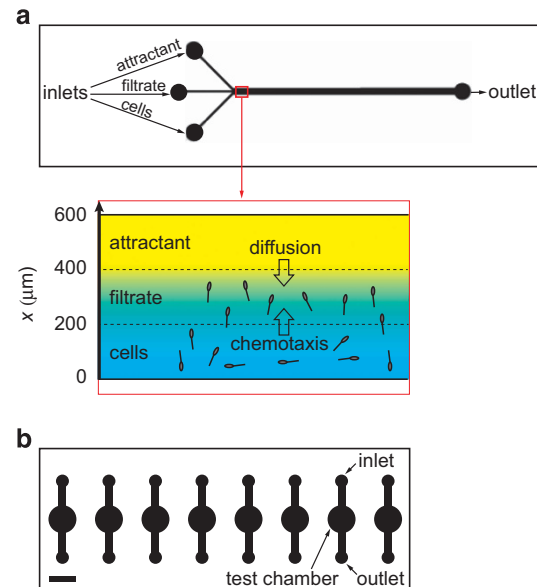 a
attractant
inlets
filtrate
outlet
cells
600
attractant
diffusion
400
x (μm)
filtrate
200
chemotaxis
cells
0
b
inlet
test chamber
outlet